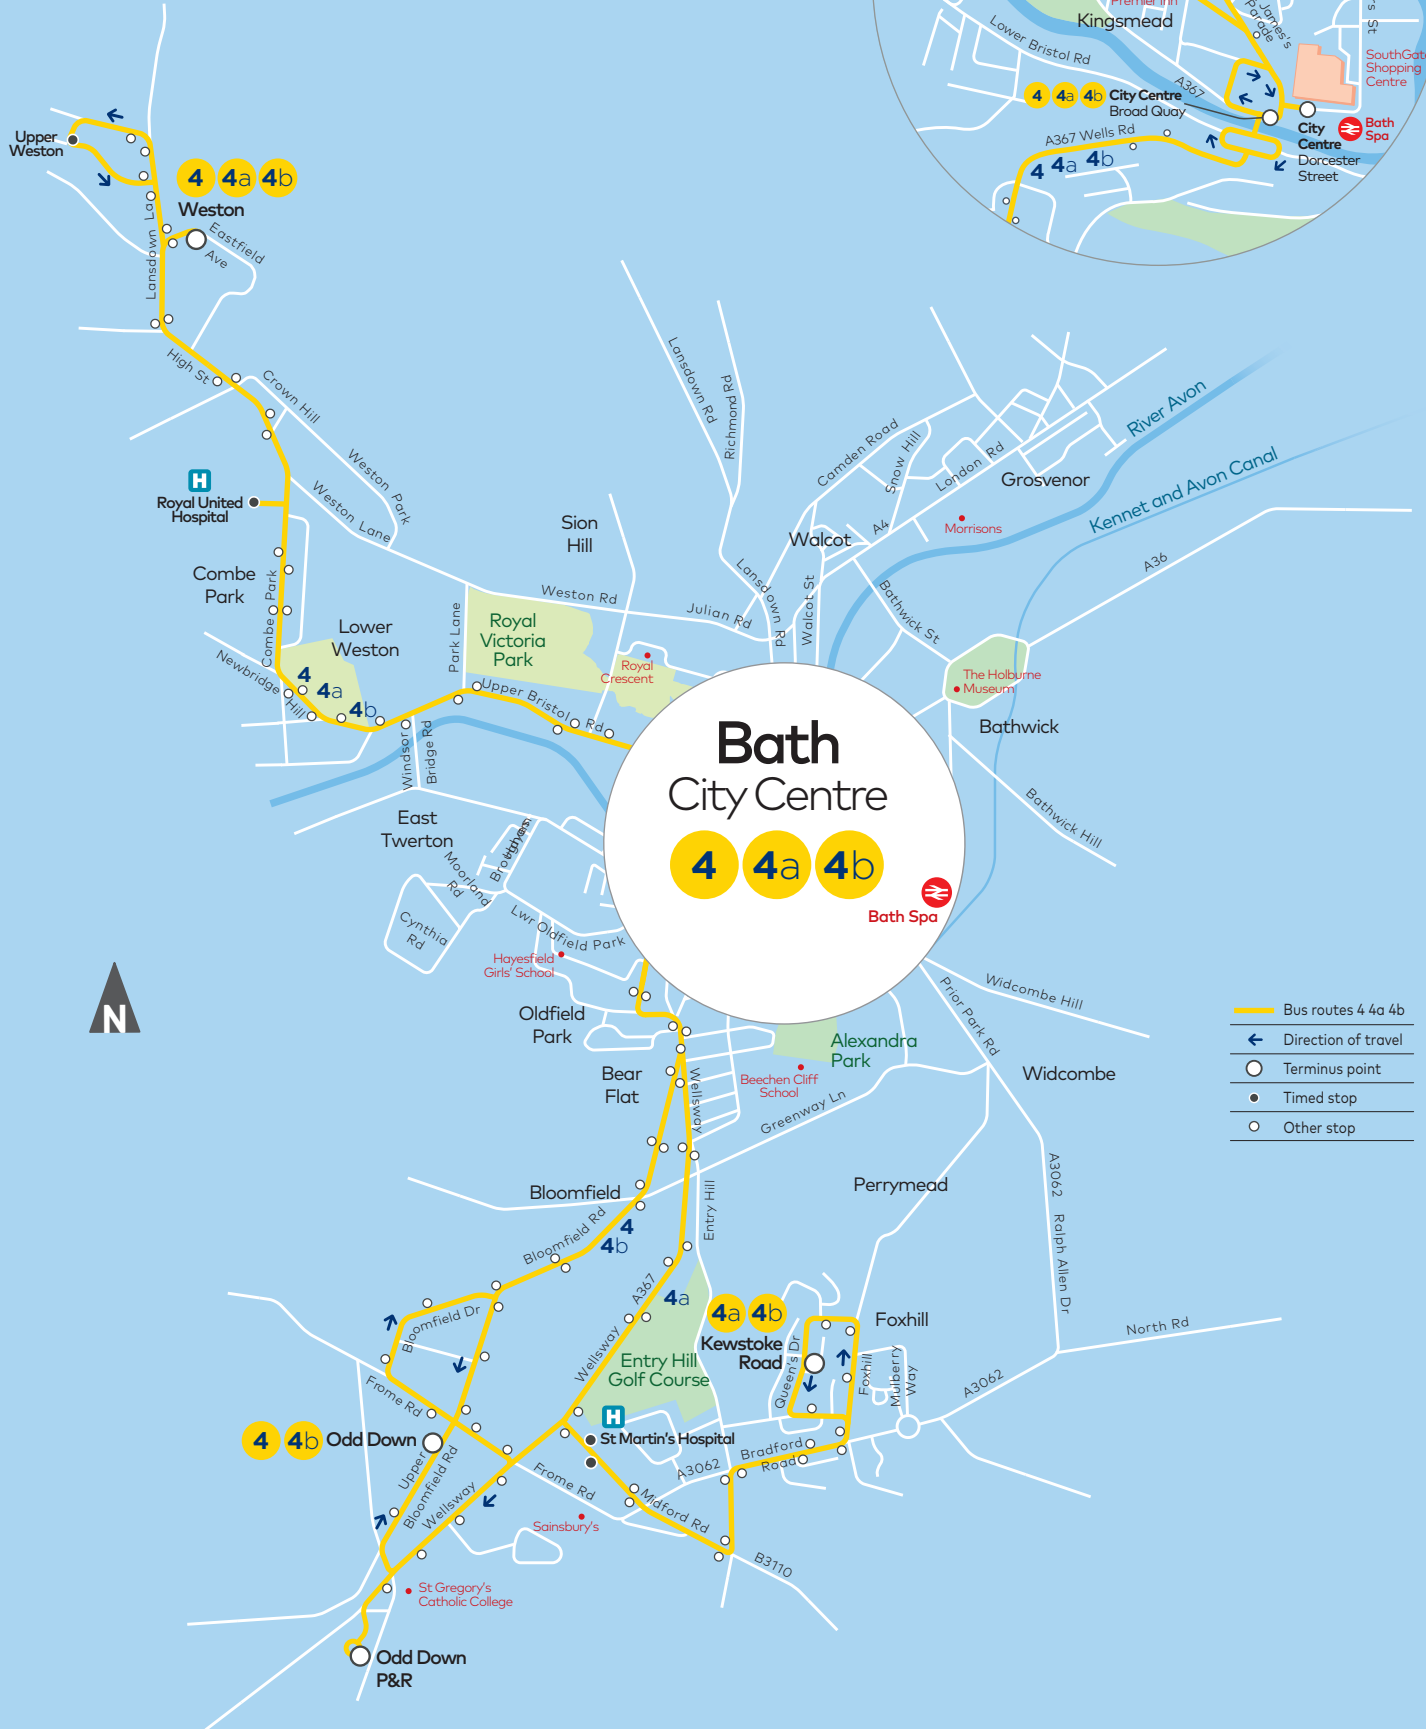 Premier Inn
Kingsmead
Lower Bristol Rd
James's
Parade
rs St
SouthGat
Shopping
Centre
A367
4 4a 4b City Centre
Broad Quay
A367 Wells Rd
4 4a 4b
City
Centre
Dorcester
Street
Bath
Spa
Upper
Weston
4 4a 4b
Weston
Lansdown La
Eastfield
Ave
High St
Crown Hill
Weston Park
Weston Lane
H
Royal United
Hospital
Combe
Park
Combe Park
Lower
Weston
Newbridge
Hill
4
4a
4b
Sion
Hill
Weston Rd
Park Lane
Royal
Victoria
Park
Royal
Crescent
Upper Bristol Rd
Julian Rd
Lansdown Rd
Richmond Rd
Lansdown Rd
Walcot St
Walcot
Camden Road
Snow Hill
London Rd
A4
Grosvenor
Morrisons
River Avon
Kennet and Avon Canal
A36
Bathwick St
The Holburne
Museum
Bathwick
Bathwick Hill
Windsor
Bridge Rd
East
Twerton
Brougham
Hayes
Moorland
Rd
Cynthia
Rd
Lwr Oldfield Park
Hayesfield
Girls' School
Bath
City Centre
4 4a 4b
Bath Spa
N
Oldfield
Park
Bear
Flat
Wellsway
Alexandra
Park
Beechen Cliff
School
Greenway Ln
Prior Park Rd
Widcombe Hill
Widcombe
Bus routes 4 4a 4b
Direction of travel
Terminus point
Timed stop
Other stop
Bloomfield
Bloomfield Rd
4
4b
Entry Hill
Perrymead
A3062
Ralph Allen Dr
A367
4a
Wellsway
Entry Hill
Golf Course
4a 4b
Kewstoke
Road
Queen's Dr
Foxhill
Foxhill
Mulberry
Way
North Rd
A3062
Bloomfield Dr
Frome Rd
4 4b Odd Down
Upper
Bloomfield Rd
Wellsway
H
St Martin's Hospital
Frome Rd
Sainsbury's
A3062
Bradford
Road
Midford Rd
B3110
St Gregory's
Catholic College
Odd Down
P&R